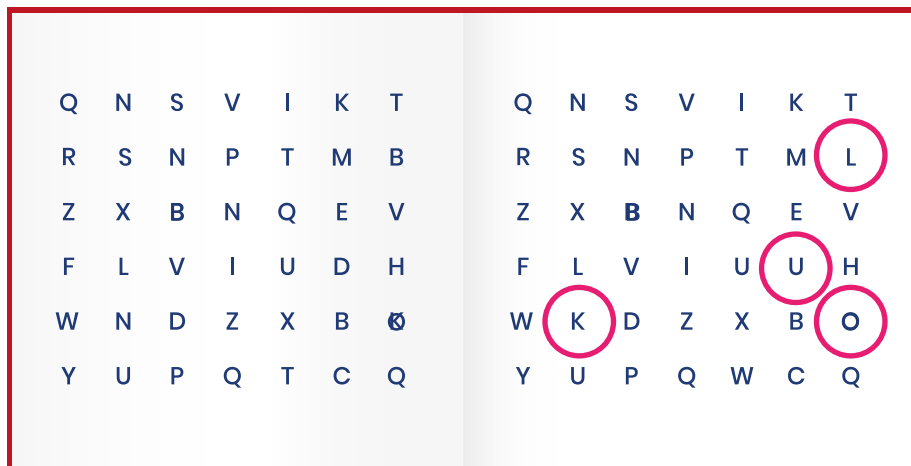 Q N S V I K T
R S N P T M B
Z X B N Q E V
F L V I U D H
W N D Z X B
Y U P Q T C Q
Q N S V I K T
R S N P T M L
Z X B N Q E V
F L V I U U H
W K D Z X B O
Y U P Q W C Q